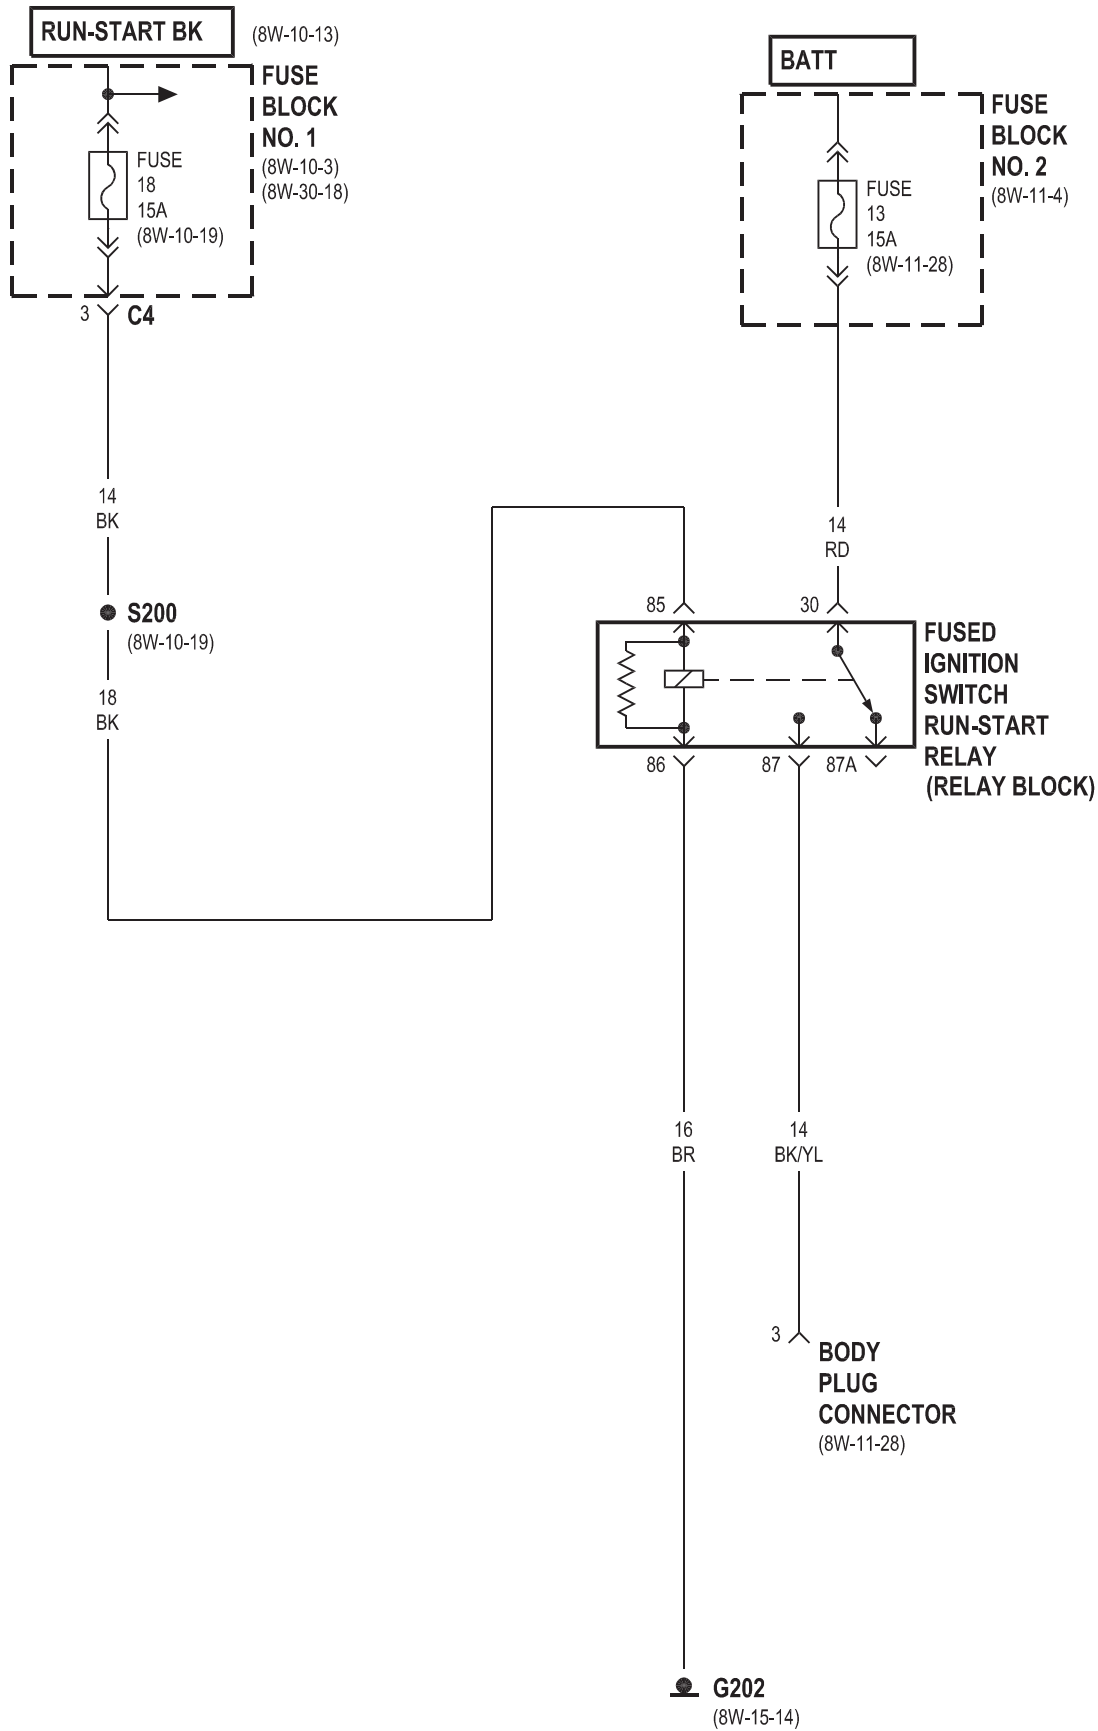 RUN-START BK
(8W-10-13)
FUSE
BLOCK
NO. 1
(8W-10-3)
(8W-30-18)
FUSE
18
15A
(8W-10-19)
3
C4
BATT
FUSE
BLOCK
NO. 2
(8W-11-4)
FUSE
13
15A
(8W-11-28)
14
BK
S200
(8W-10-19)
18
BK
14
RD
85
30
FUSED
IGNITION
SWITCH
RUN-START
RELAY
(RELAY BLOCK)
86
87
87A
16
BR
14
BK/YL
3
BODY
PLUG
CONNECTOR
(8W-11-28)
G202
(8W-15-14)